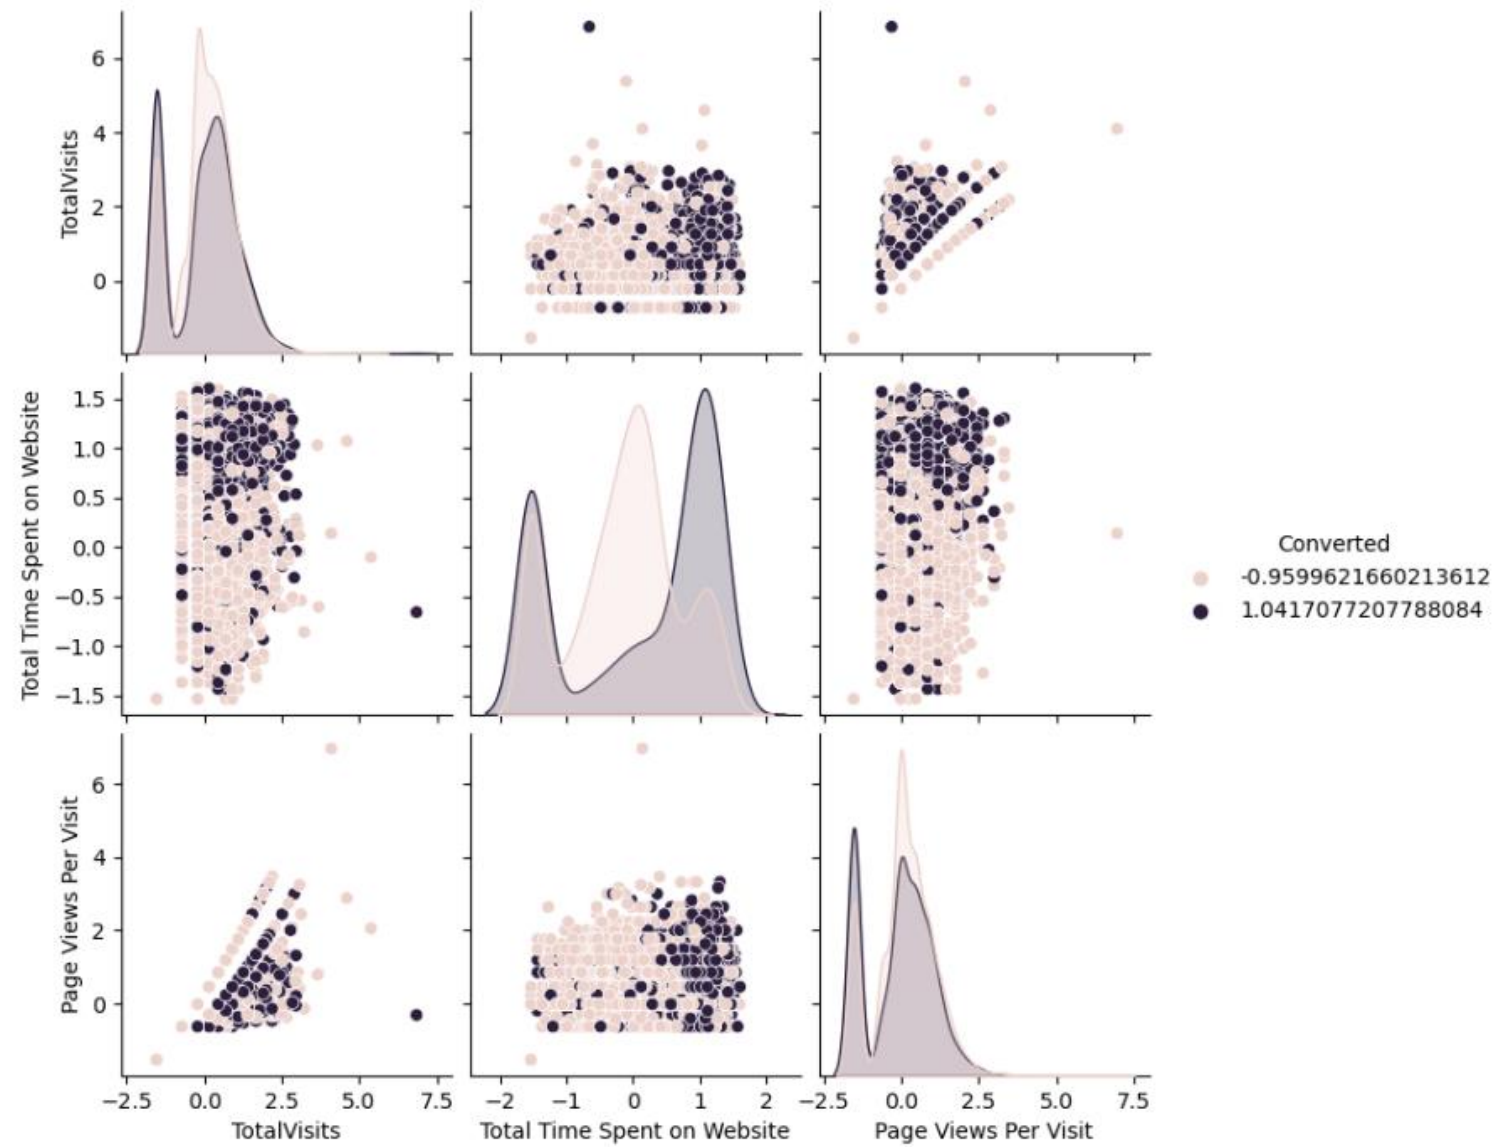 TotalVisits
6
4
2
0
Total Time Spent on Website
1.5
1.0
0.5
0.0
−0.5
−1.0
−1.5
Converted
-0.9599621660213612
1.0417077207788084
Page Views Per Visit
6
4
2
0
−2.5 0.0 2.5 5.0 7.5
−2 −1 0 1 2
−2.5 0.0 2.5 5.0 7.5
TotalVisits
Total Time Spent on Website
Page Views Per Visit